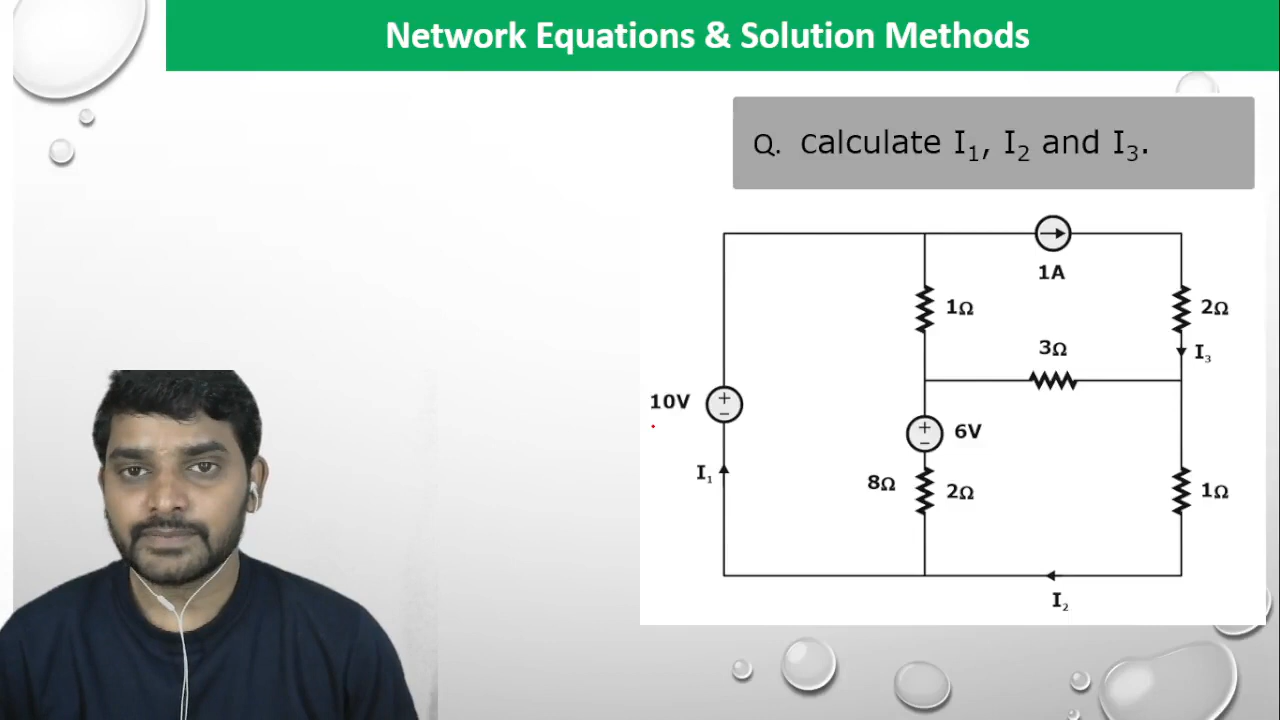 Network Equations & Solution Methods
Q. calculate I₁, I₂ and I₃.
1A
1Ω
2Ω
3Ω
I₃
10V
+
−
+
−
6V
I₁
8Ω
2Ω
1Ω
I₂